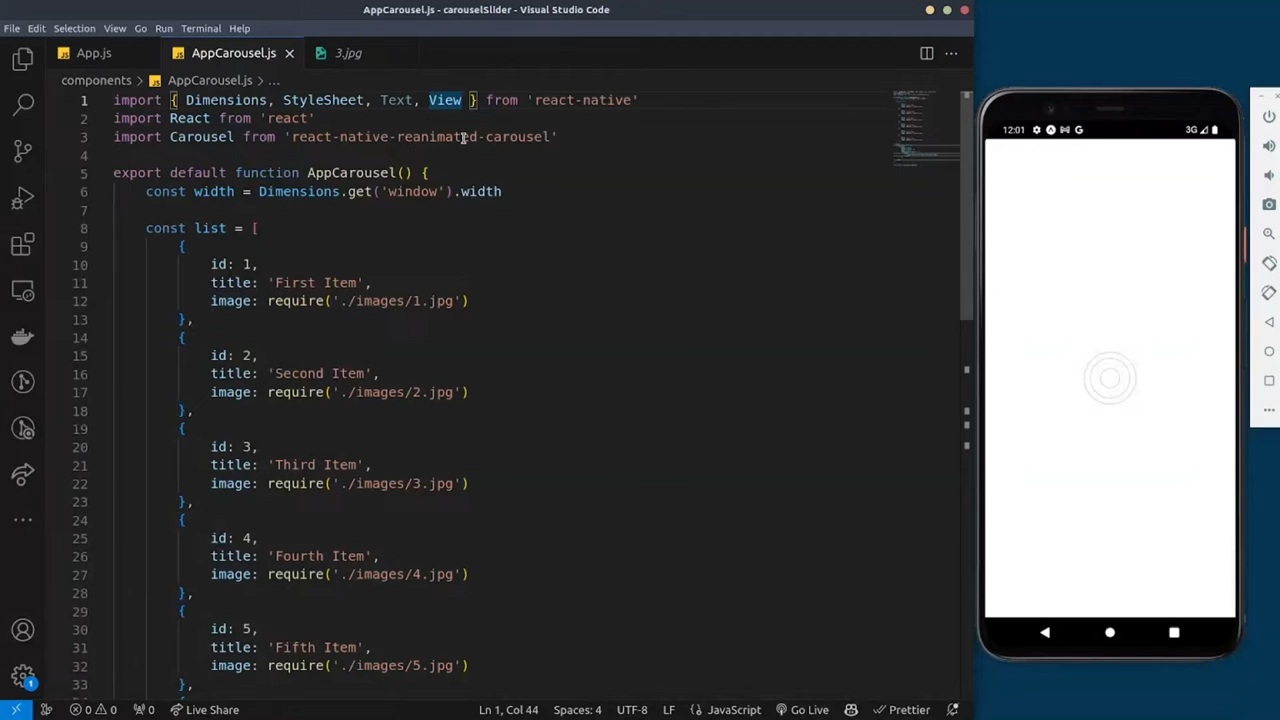 AppCarousel.js - carouselSlider - Visual Studio Code
File Edit Selection View Go Run Terminal Help
JS App.js JS AppCarousel.js 3.jpg
components JS AppCarousel.js ...
1 import { Dimensions, StyleSheet, Text, View } from 'react-native'
2 import React from 'react'
3 import Carousel from 'react-native-reanimated-carousel'
4
5 export default function AppCarousel() {
6 const width = Dimensions.get('window').width
7
8 const list = [
9 {
10 id: 1,
11 title: 'First Item',
12 image: require('./images/1.jpg')
13 },
14 {
15 id: 2,
16 title: 'Second Item',
17 image: require('./images/2.jpg')
18 },
19 {
20 id: 3,
21 title: 'Third Item',
22 image: require('./images/3.jpg')
23 },
24 {
25 id: 4,
26 title: 'Fourth Item',
27 image: require('./images/4.jpg')
28 },
29 {
30 id: 5,
31 title: 'Fifth Item',
32 image: require('./images/5.jpg')
33 },
12:01 G 3G
1
0 0 0 Live Share Ln 1, Col 44 Spaces: 4 UTF-8 LF JavaScript Go Live Prettier